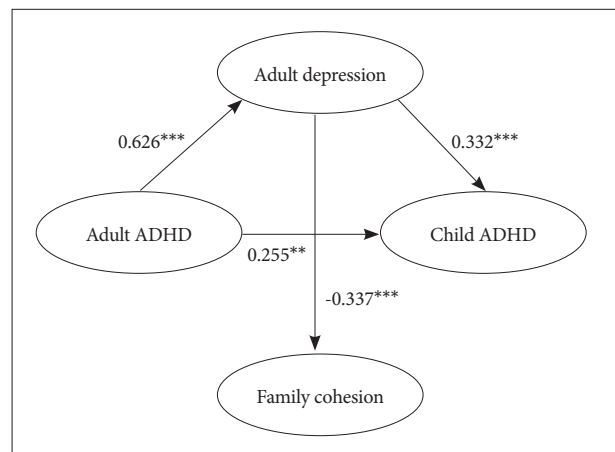 Adult depression
0.626***
0.332***
Adult ADHD
Child ADHD
0.255**
-0.337***
Family cohesion